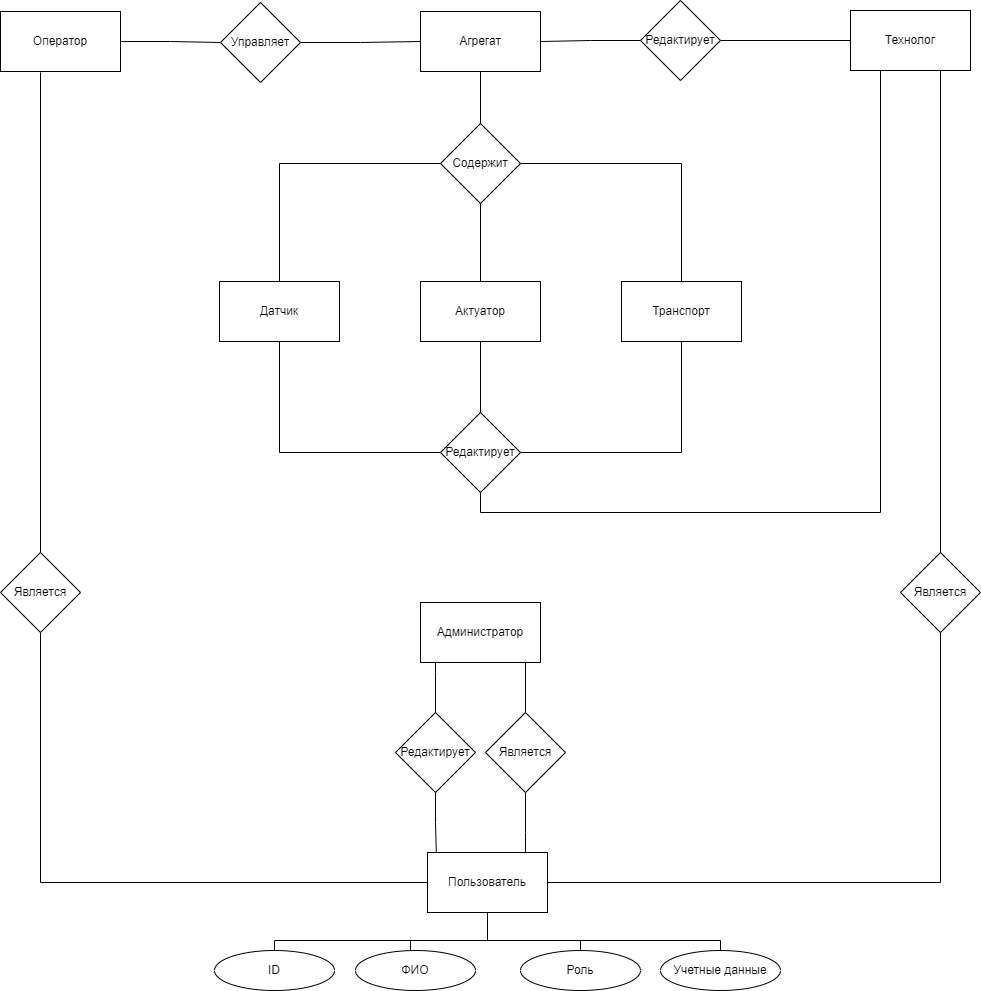 Оператор
Управляет
Агрегат
Редактирует
Технолог
Содержит
Датчик
Актуатор
Транспорт
Редактирует
Является
Является
Администратор
Редактирует
Является
Пользователь
ID
ФИО
Роль
Учетные данные